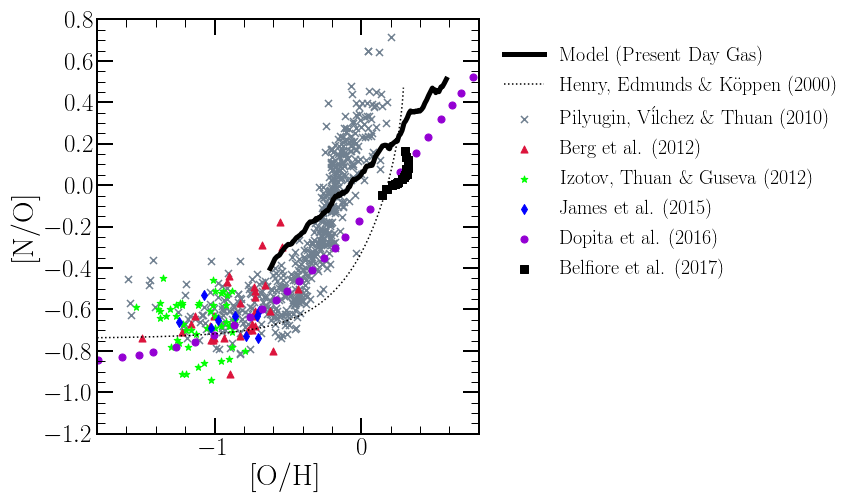 0.8
0.6
0.4
0.2
0.0
−0.2
−0.4
−0.6
−0.8
−1.0
−1.2
[N/O]
−1 0
[O/H]
Model (Present Day Gas)
Henry, Edmunds & Köppen (2000)
Pilyugin, Vílchez & Thuan (2010)
Berg et al. (2012)
Izotov, Thuan & Guseva (2012)
James et al. (2015)
Dopita et al. (2016)
Belfiore et al. (2017)